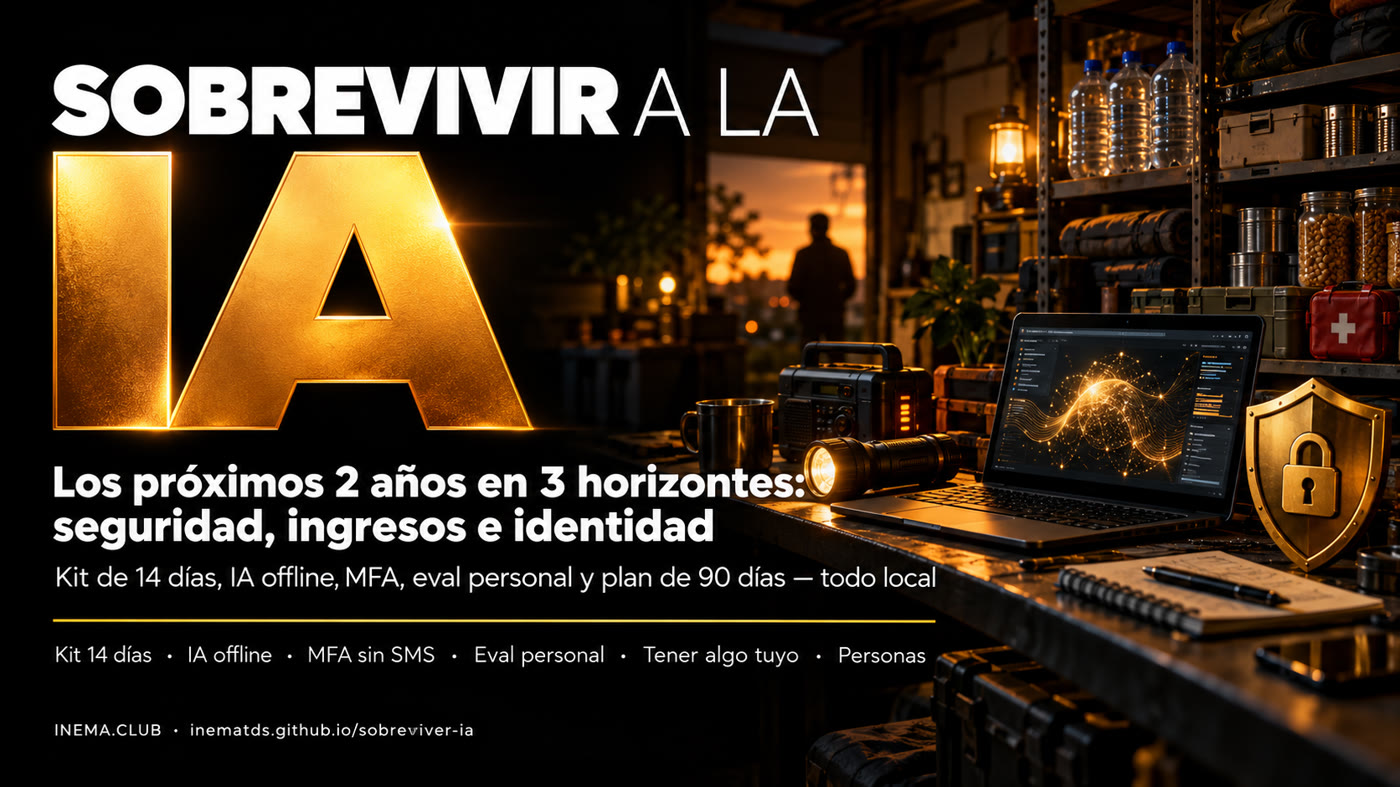 SOBREVIVIR A LA
IA
Los próximos 2 años en 3 horizontes:
seguridad, ingresos e identidad
Kit de 14 días, IA offline, MFA, eval personal y plan de 90 días — todo local
Kit 14 días • IA offline • MFA sin SMS • Eval personal • Tener algo tuyo • Personas
INEMA.CLUB • inematds.github.io/sobreviver-ia